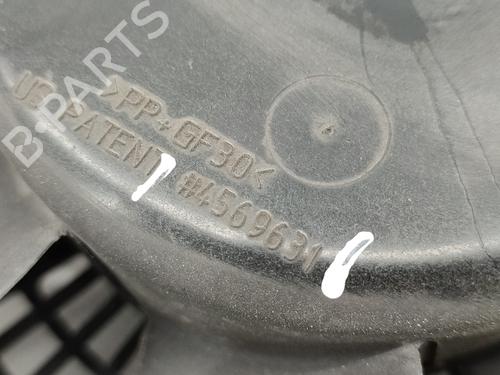 >PP+GF30<
US PATENT #4569631
B-PARTS